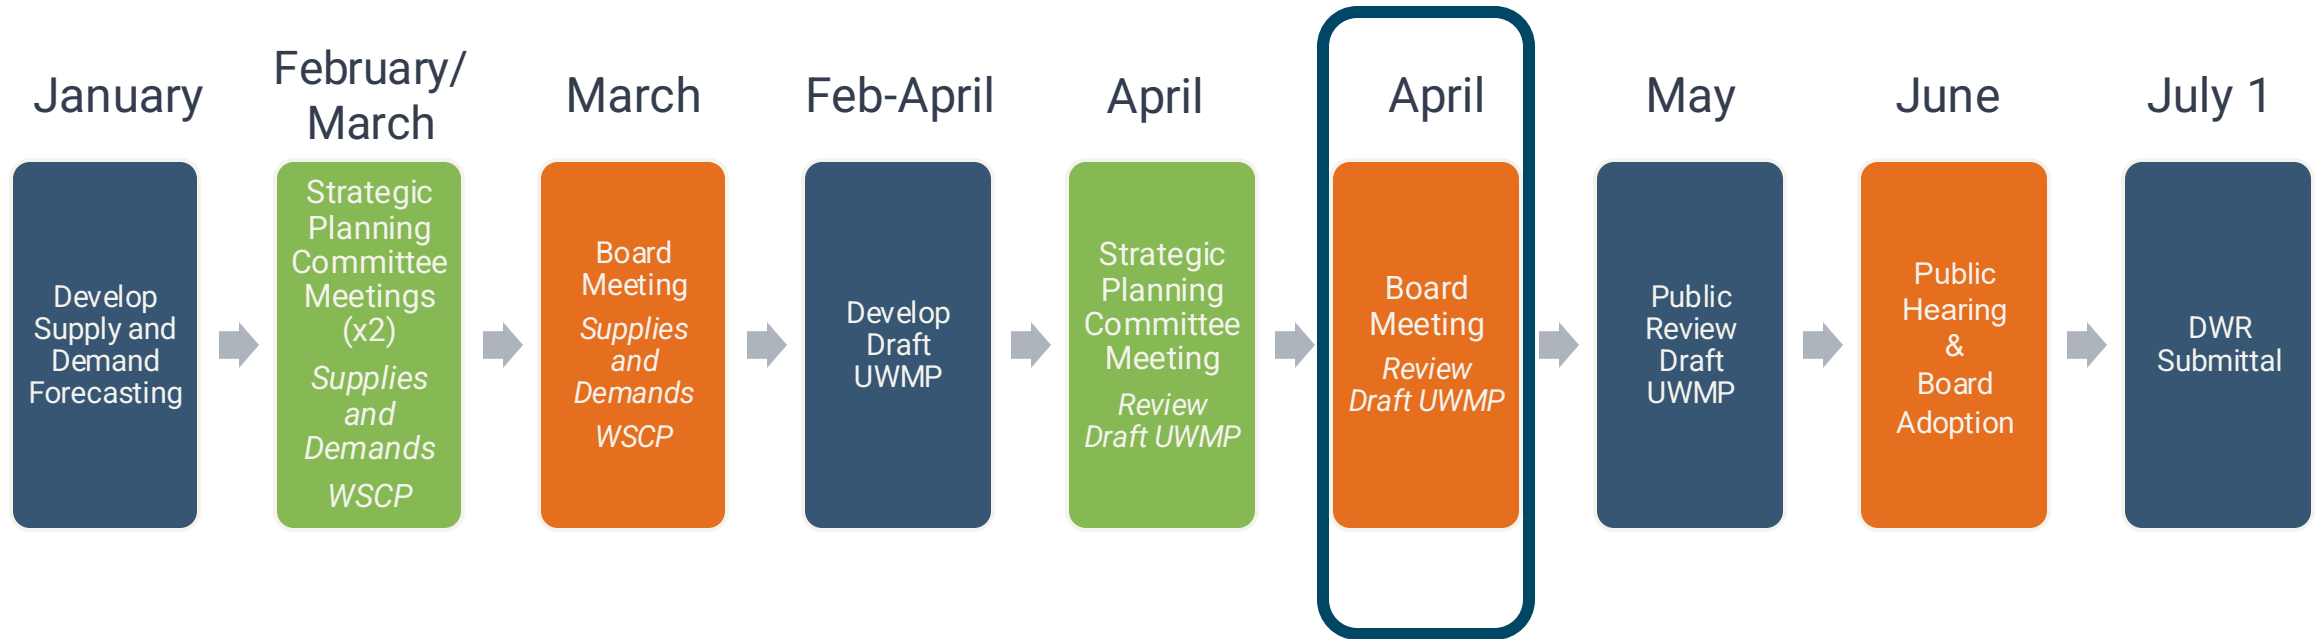 January
Develop
Supply and
Demand
Forecasting
February/
March
Strategic
Planning
Committee
Meetings
(x2)
Supplies
and
Demands
WSCP
March
Board
Meeting
Supplies
and
Demands
WSCP
Feb-April
Develop
Draft
UWMP
April
Strategic
Planning
Committee
Meeting
Review
Draft UWMP
April
Board
Meeting
Review
Draft UWMP
May
Public
Review
Draft
UWMP
June
Public
Hearing
&
Board
Adoption
July 1
DWR
Submittal